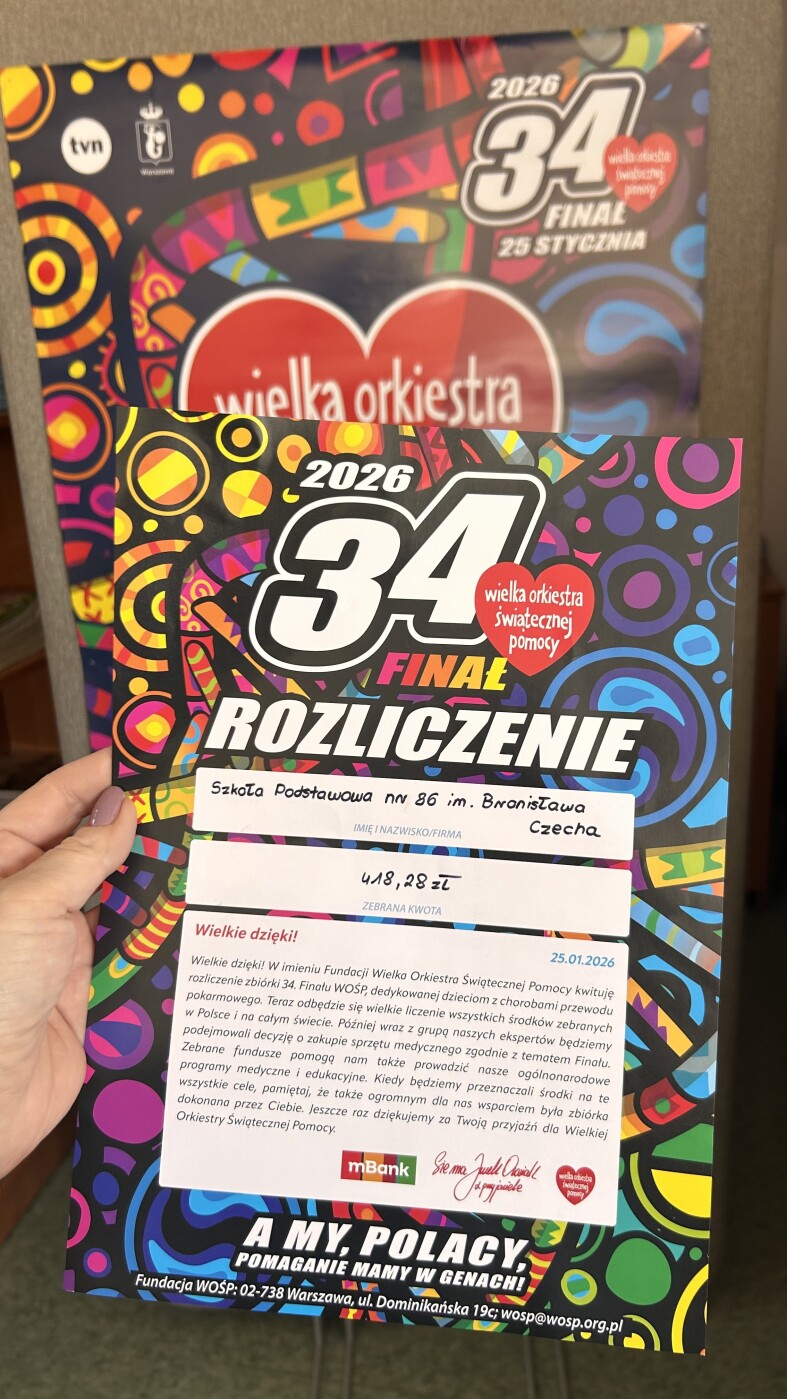 tvn
Warszawa
2026
34
wielka orkiestra
świątecznej
pomocy
FINAŁ
25 STYCZNIA
wielka orkiestra
2026
34
wielka orkiestra
świątecznej
pomocy
FINAŁ
ROZLICZENIE
Szkoła Podstawowa nr 86 im. Bronisława
Czecha
IMIĘ I NAZWISKO/FIRMA
418,28 zł
ZEBRANA KWOTA
Wielkie dzięki!
25.01.2026
Wielkie dzięki! W imieniu Fundacji Wielka Orkiestra Świątecznej Pomocy kwituję
rozliczenie zbiórki 34. Finału WOŚP, dedykowanej dzieciom z chorobami przewodu
pokarmowego. Teraz odbędzie się wielkie liczenie wszystkich środków zebranych
w Polsce i na całym świecie. Później wraz z grupą naszych ekspertów będziemy
podejmowali decyzję o zakupie sprzętu medycznego zgodnie z tematem Finału.
Zebrane fundusze pomogą nam także prowadzić nasze ogólnonarodowe
programy medyczne i edukacyjne. Kiedy będziemy przeznaczali środki na te
wszystkie cele, pamiętaj, że także ogromnym dla nas wsparciem była zbiórka
dokonana przez Ciebie. Jeszcze raz dziękujemy za Twoją przyjaźń dla Wielkiej
Orkiestry Świątecznej Pomocy.
mBank
Sie ma Jurek Owsiak
z przyjaciele
wielka orkiestra
świątecznej
pomocy
A MY, POLACY,
POMAGANIE MAMY W GENACH!
Fundacja WOŚP: 02-738 Warszawa, ul. Dominikańska 19c; wosp@wosp.org.pl